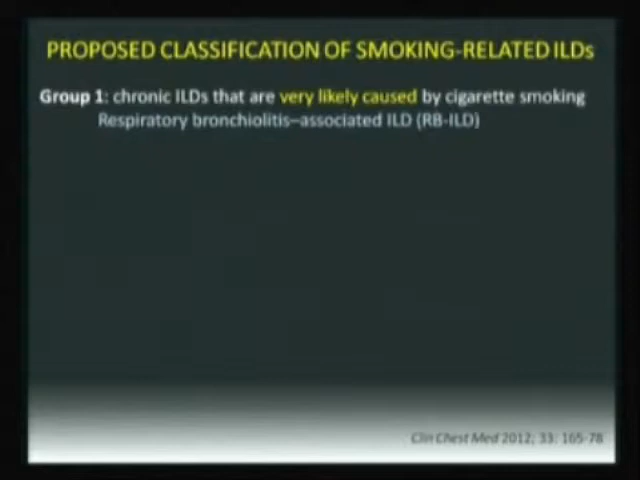 PROPOSED CLASSIFICATION OF SMOKING-RELATED ILDs
Group 1: chronic ILDs that are very likely caused by cigarette smoking
Respiratory bronchiolitis–associated ILD (RB-ILD)
Clin Chest Med 2012; 33: 165-78